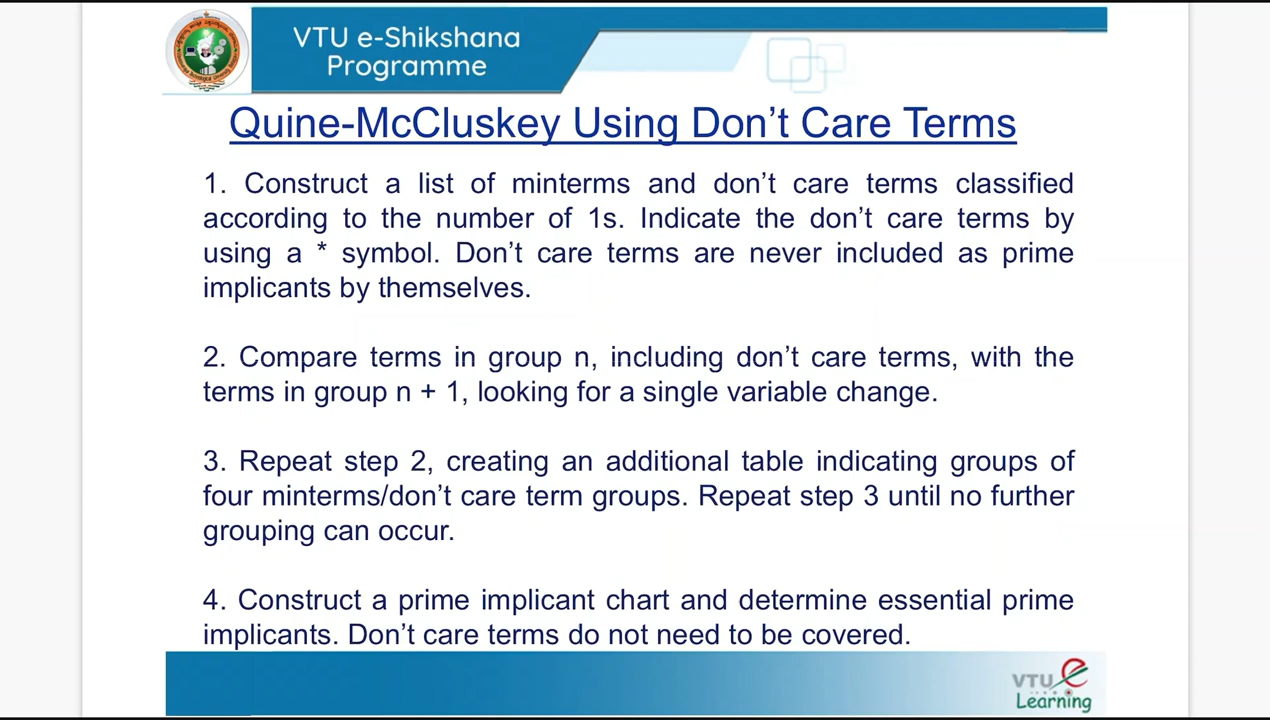 VTU e-Shikshana
Programme
Quine-McCluskey Using Don't Care Terms
1. Construct a list of minterms and don't care terms classified
according to the number of 1s. Indicate the don't care terms by
using a * symbol. Don't care terms are never included as prime
implicants by themselves.
2. Compare terms in group n, including don't care terms, with the
terms in group n + 1, looking for a single variable change.
3. Repeat step 2, creating an additional table indicating groups of
four minterms/don't care term groups. Repeat step 3 until no further
grouping can occur.
4. Construct a prime implicant chart and determine essential prime
implicants. Don't care terms do not need to be covered.
VTU e
Learning